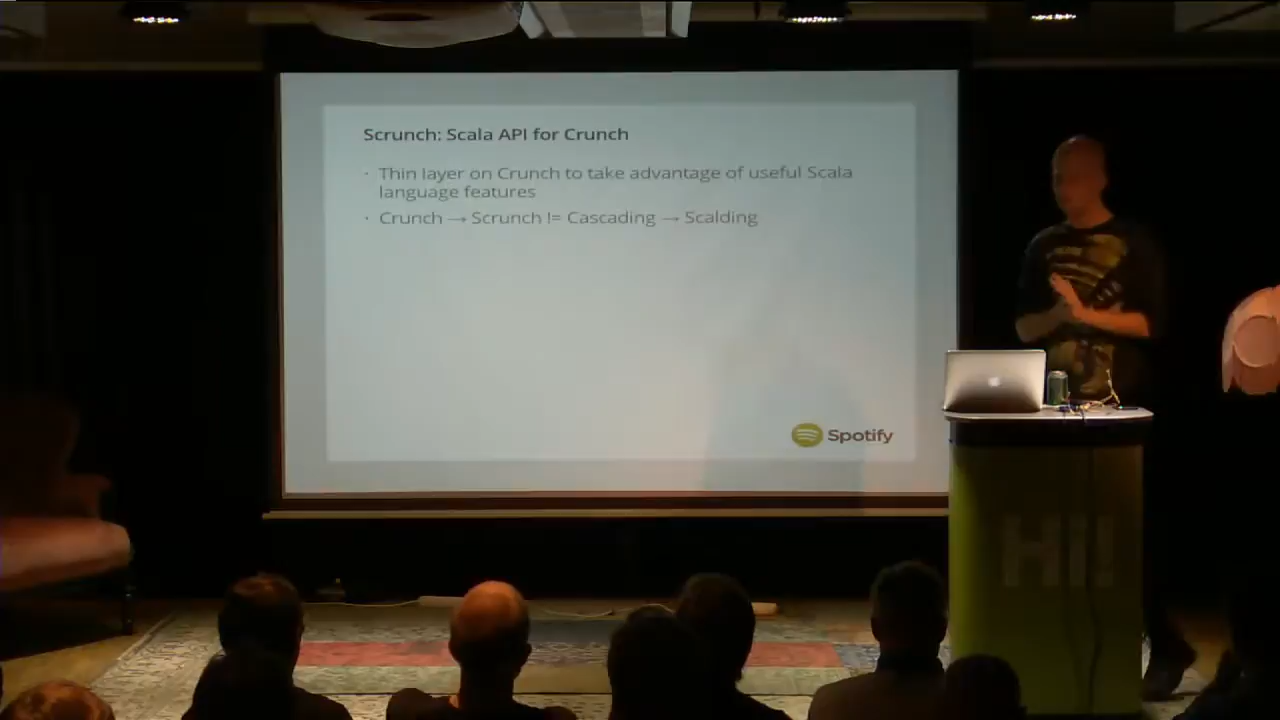 Scrunch: Scala API for Crunch
· Thin layer on Crunch to take advantage of useful Scala
language features
· Crunch → Scrunch != Cascading → Scalding
Spotify
Hi!